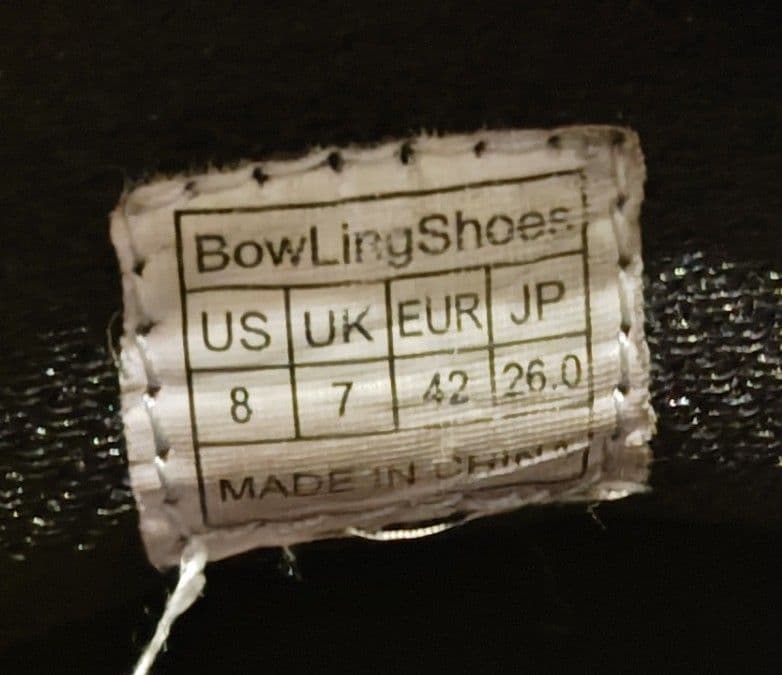 BowLingShoes
US UK EUR JP
8 7 42 26.0
MADE IN CHINA